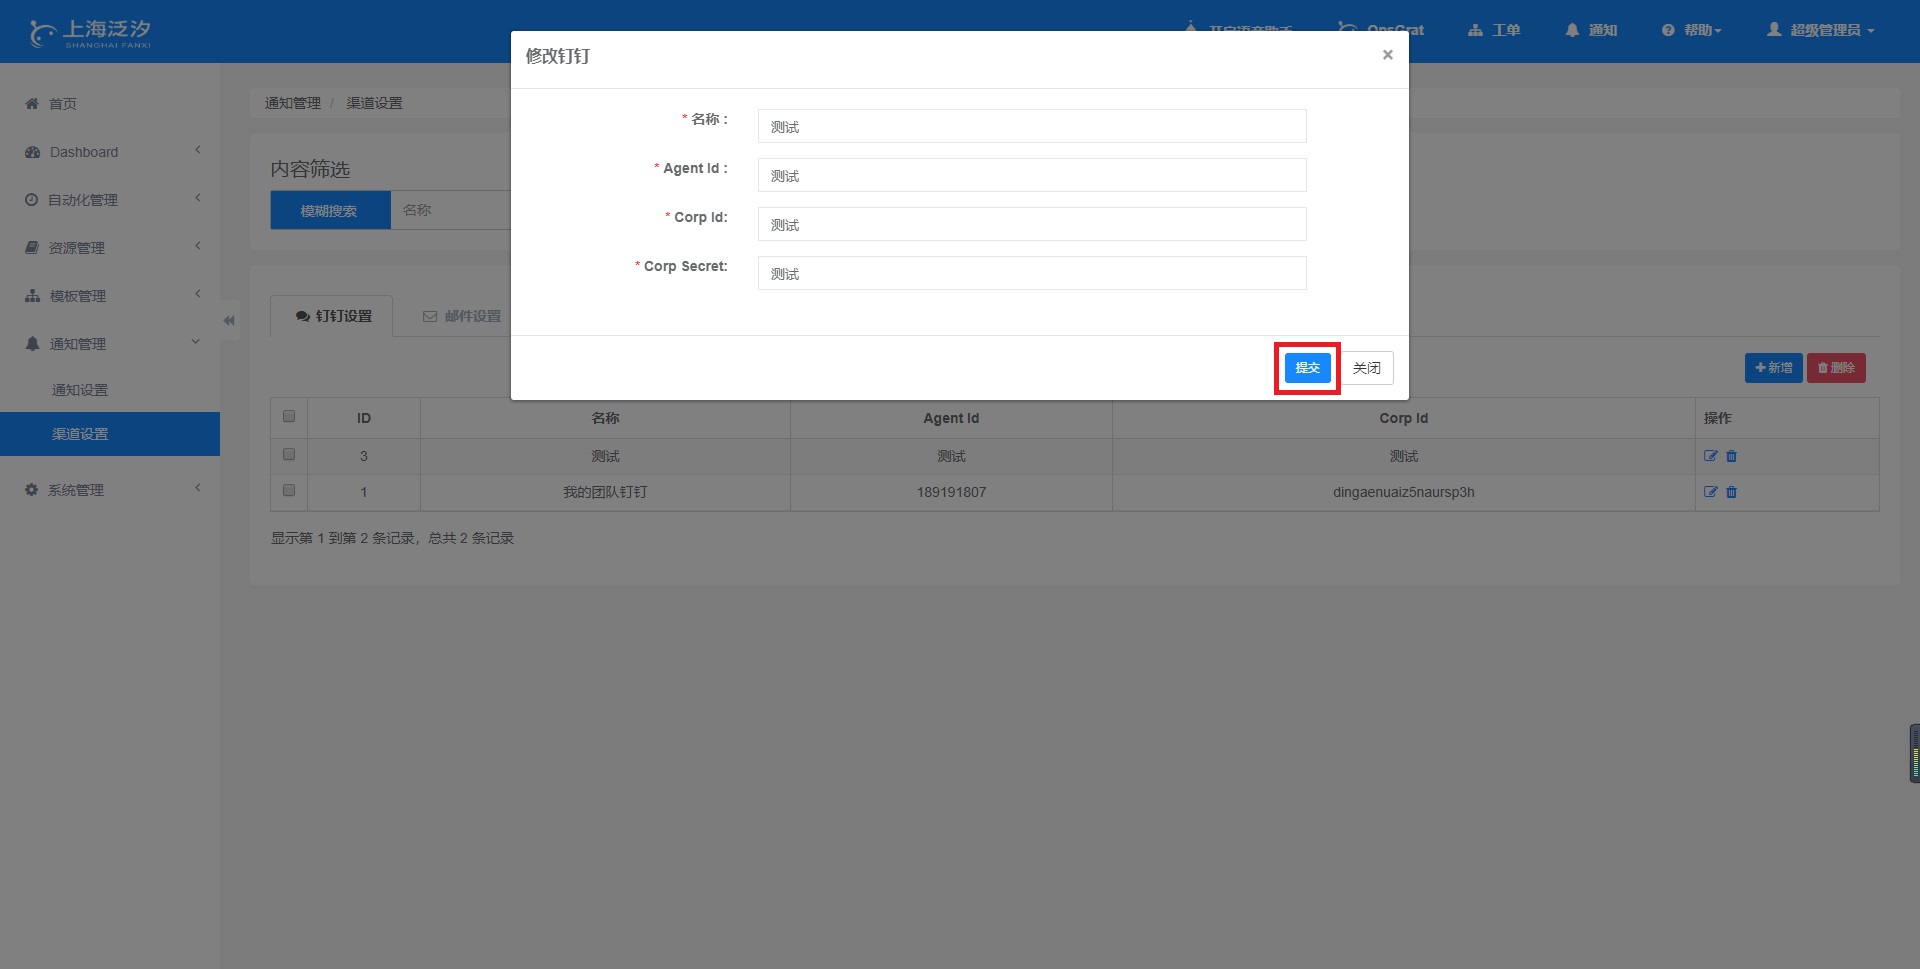 上海泛汐
SHANGHAI FANXI
开启语音助手
OpsGrat
工单
通知
帮助
超级管理员
首页
Dashboard
自动化管理
资源管理
模板管理
通知管理
通知设置
渠道设置
系统管理
通知管理 / 渠道设置
内容筛选
模糊搜索 名称
钉钉设置 邮件设置
修改钉钉 ×
* 名称 : 测试
* Agent Id : 测试
* Corp Id: 测试
* Corp Secret: 测试
提交 关闭
新增 删除
ID 名称 Agent Id Corp Id 操作
3 测试 测试 测试
1 我的团队钉钉 189191807 dingaenuaiz5naursp3h
显示第 1 到第 2 条记录，总共 2 条记录